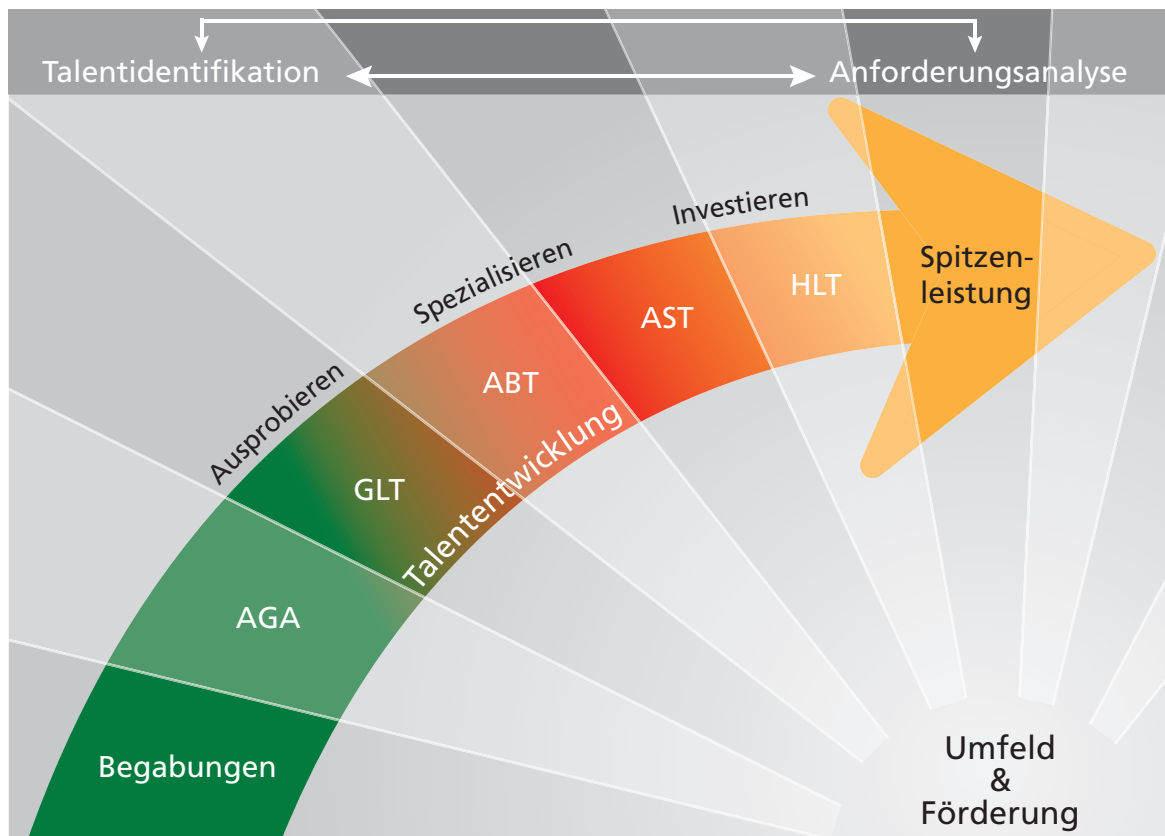 Talentidentifikation
Anforderungsanalyse
Investieren
Spezialisieren
Ausprobieren
Spitzen-
leistung
HLT
AST
ABT
GLT
Talententwicklung
AGA
Begabungen
Umfeld
&
Förderung